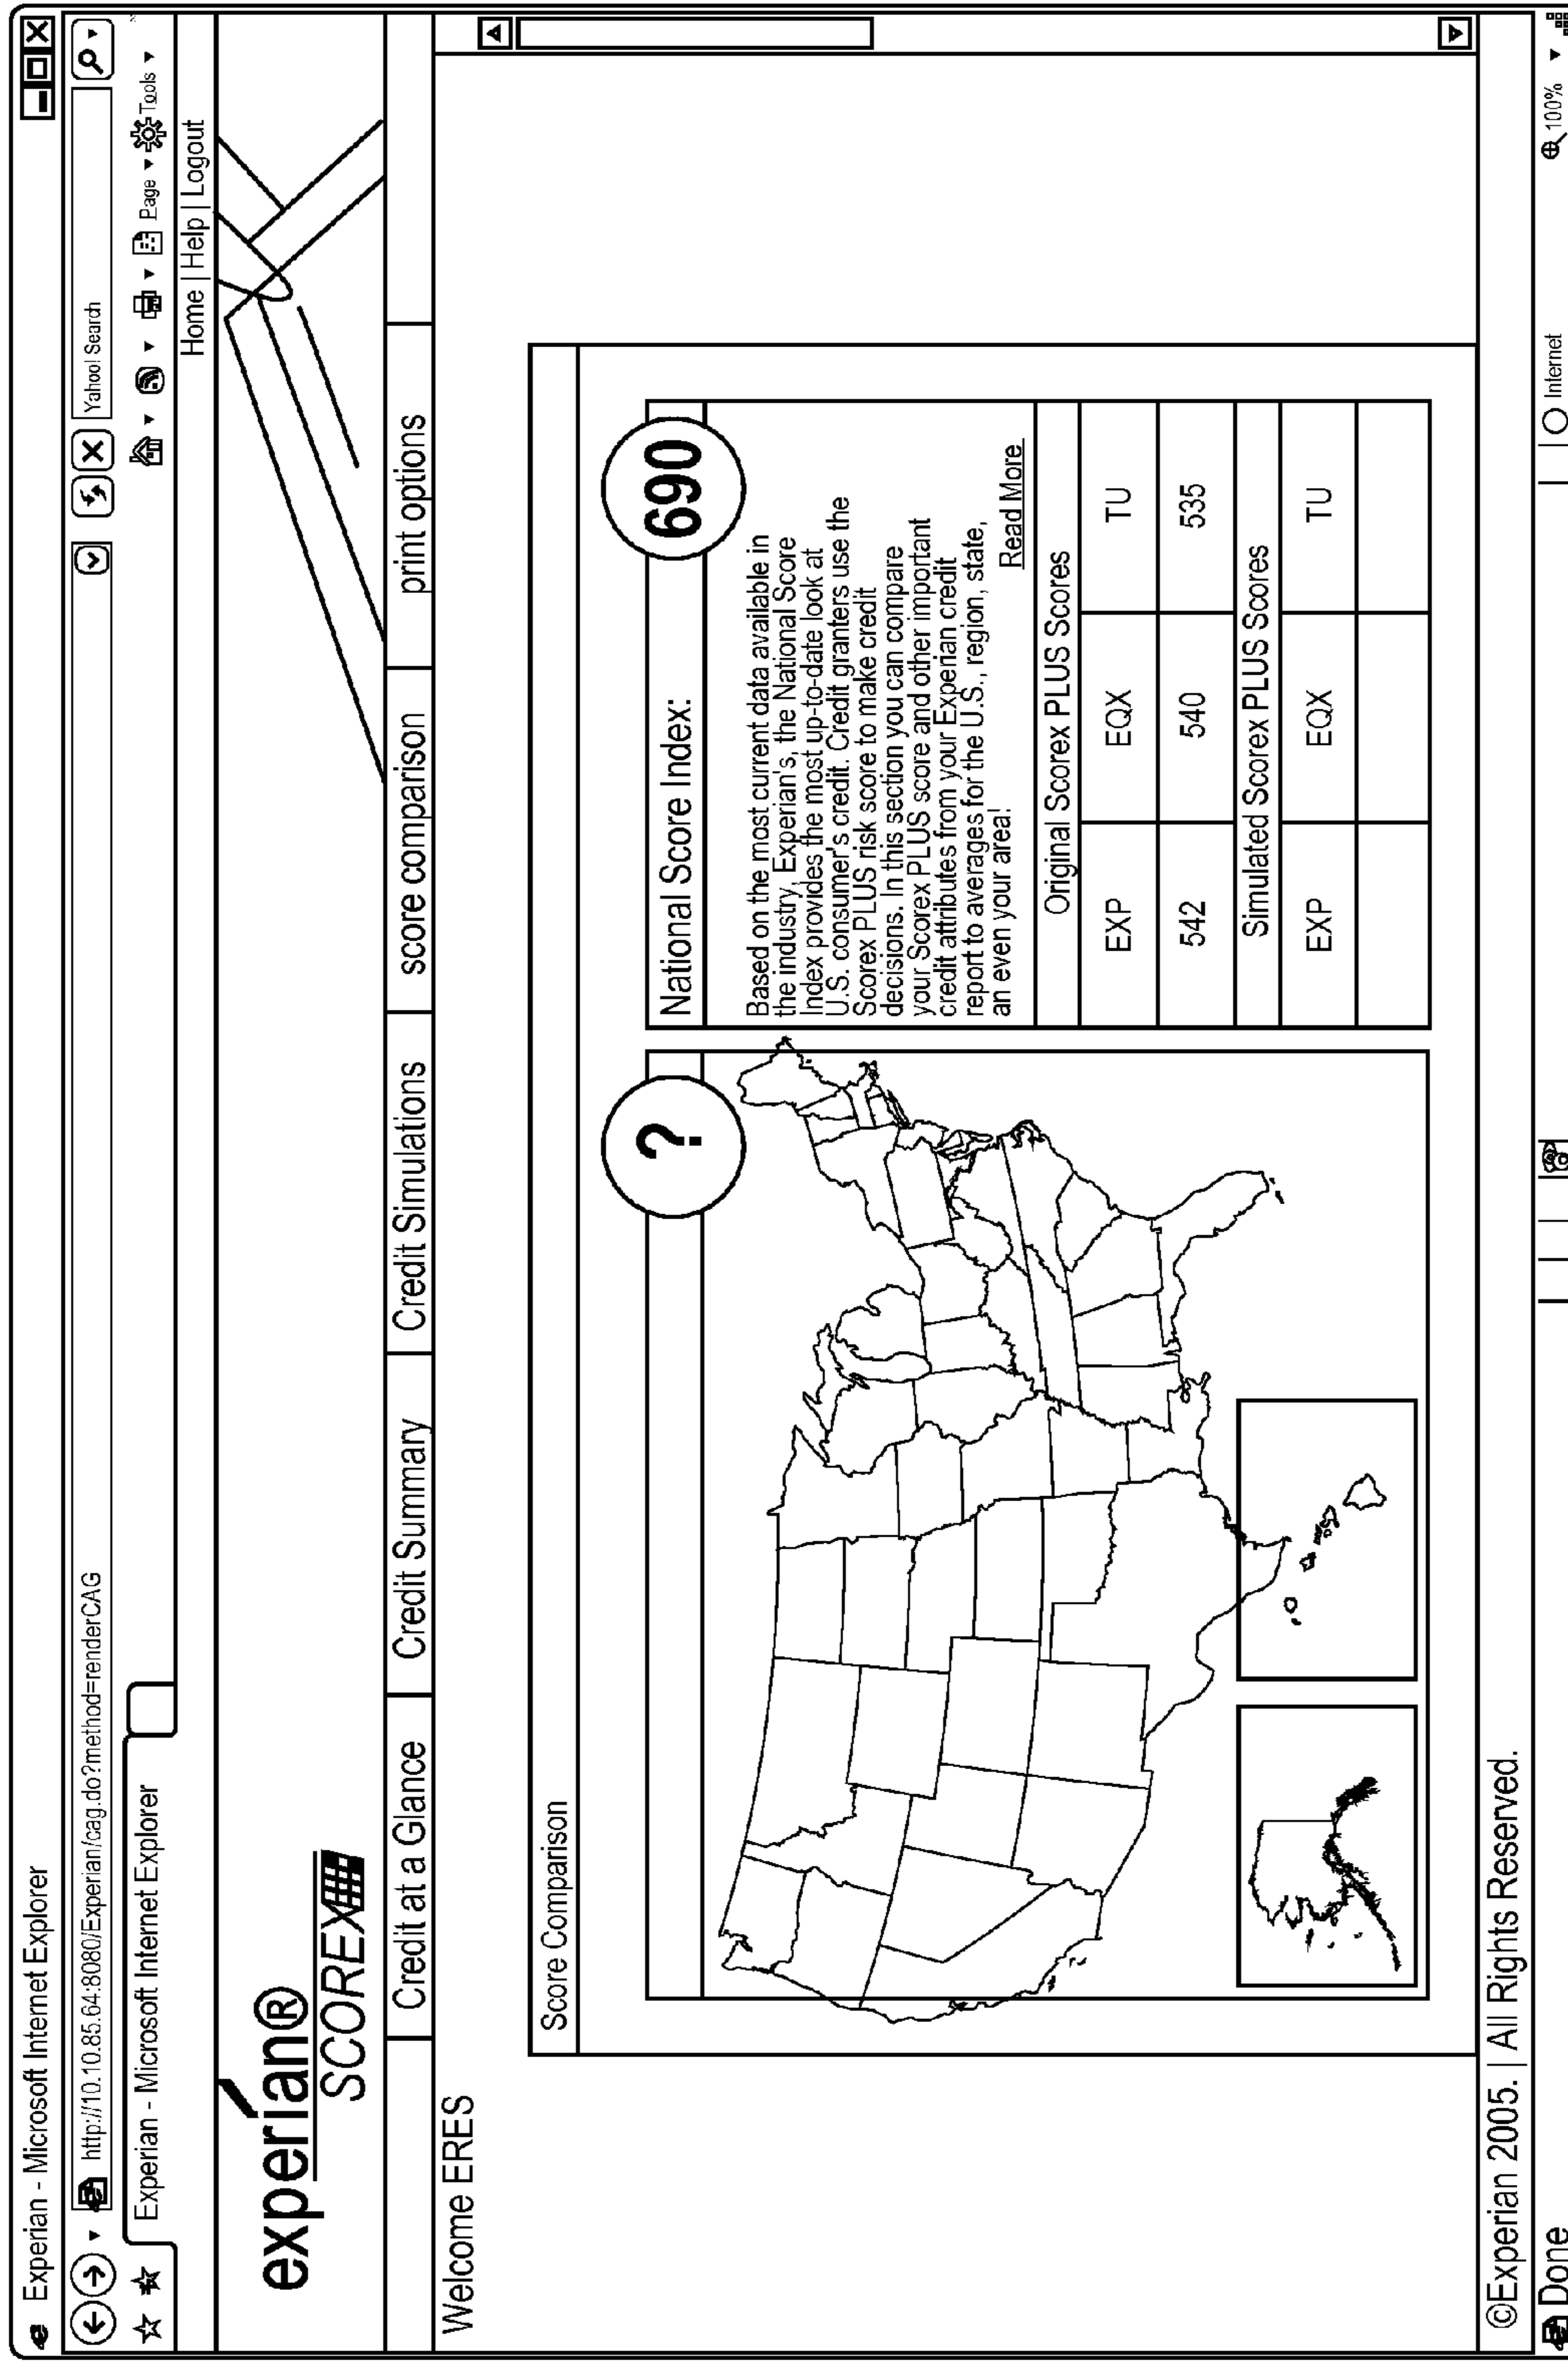 Experian - Microsoft Internet Explorer
http://10.10.85.64:8080/Experian/cag.do?method=renderCAG
Yahoo! Search
Experian - Microsoft Internet Explorer
Page
Tools
Home | Help | Logout
experian®
SCOREX
Credit at a Glance
Credit Summary
Credit Simulations
score comparison
print options
Welcome ERES
Score Comparison
?
National Score Index:
690
Based on the most current data available in
the industry, Experian's, the National Score
Index provides the most up-to-date look at
U.S. consumer's credit. Credit granters use the
Scorex PLUS risk score to make credit
decisions. In this section you can compare
your Scorex PLUS score and other important
credit attributes from your Experian credit
report to averages for the U.S., region, state,
an even your area!
Read More
Original Scorex PLUS Scores
EXP EQX TU
542 540 535
Simulated Scorex PLUS Scores
EXP EQX TU
©Experian 2005. | All Rights Reserved.
Done
Internet
100%